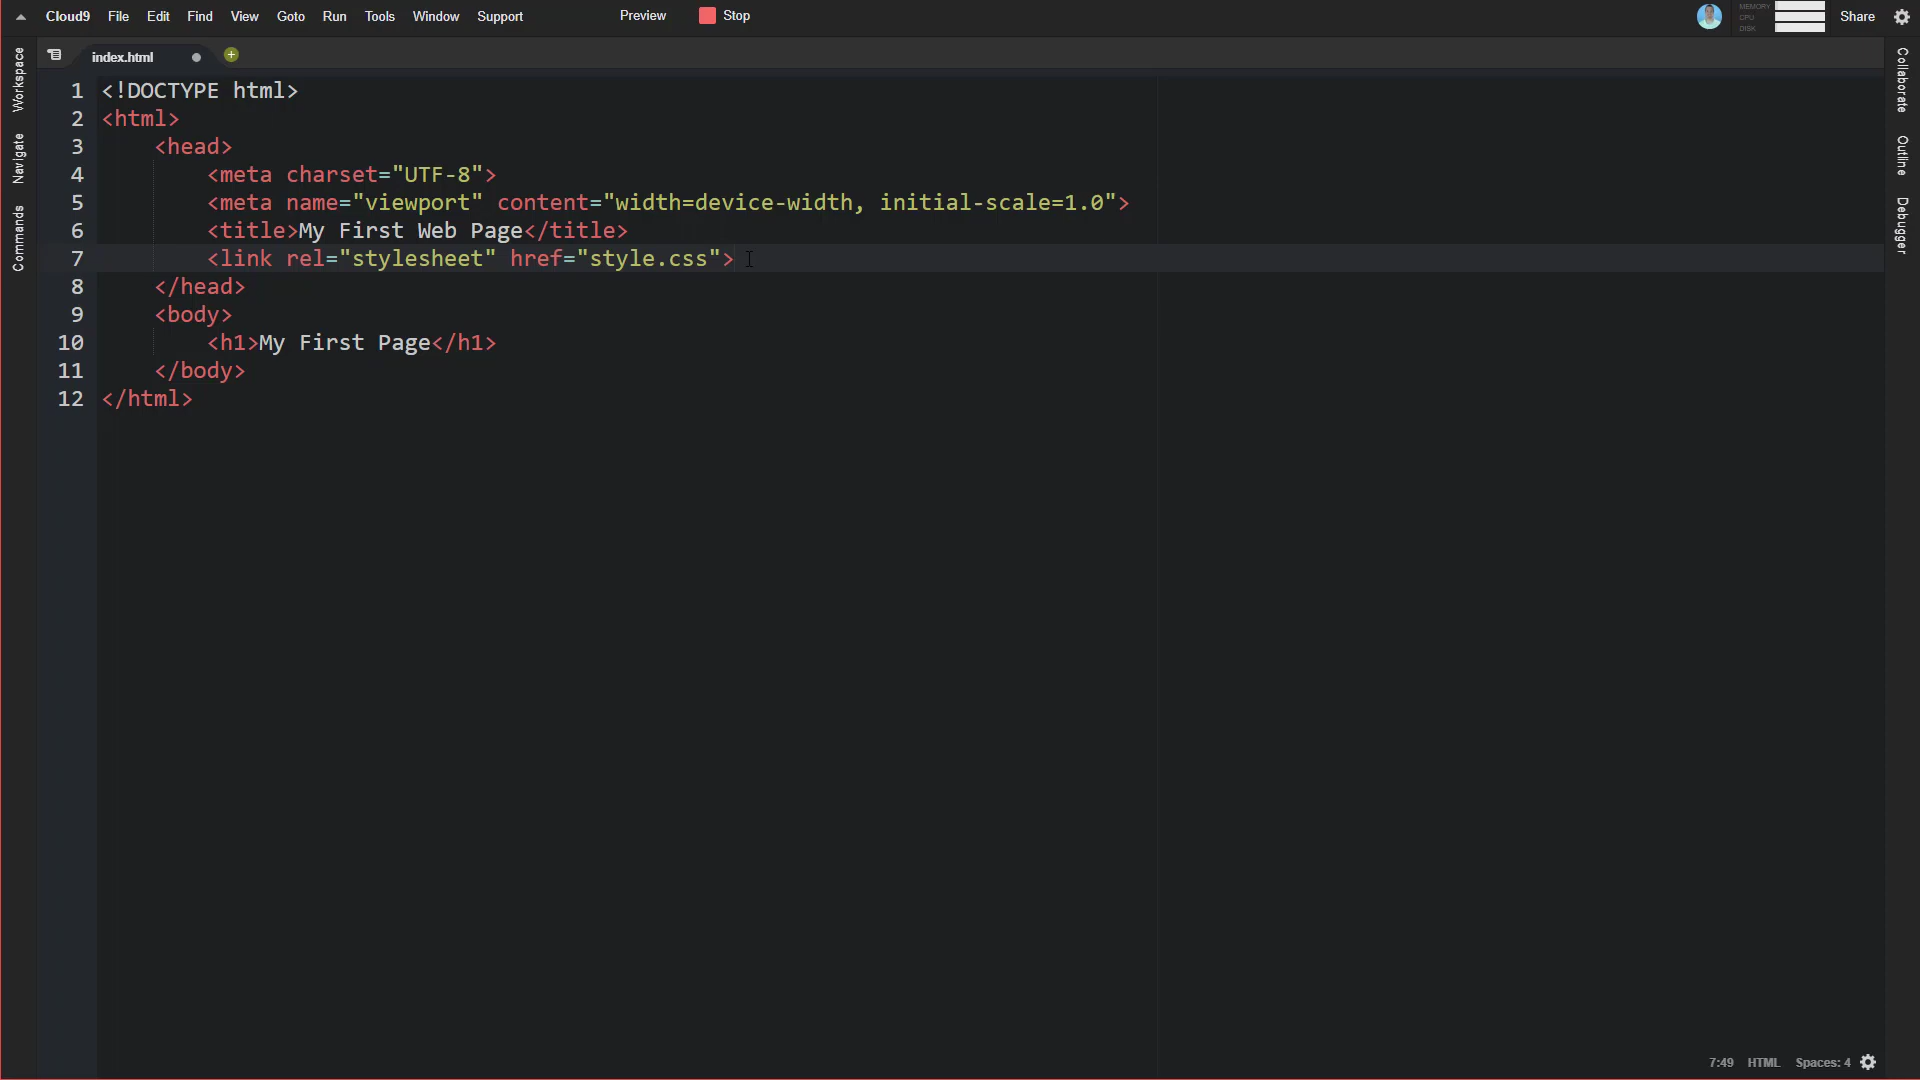 Cloud9 File Edit Find View Goto Run Tools Window Support Preview Stop MEMORY CPU DISK Share
index.html
Workspace
Navigate
Commands
1 <!DOCTYPE html>
2 <html>
3     <head>
4         <meta charset="UTF-8">
5         <meta name="viewport" content="width=device-width, initial-scale=1.0">
6         <title>My First Web Page</title>
7         <link rel="stylesheet" href="style.css">
8     </head>
9     <body>
10         <h1>My First Page</h1>
11     </body>
12 </html>
Collaborate
Outline
Debugger
7:49 HTML Spaces: 4